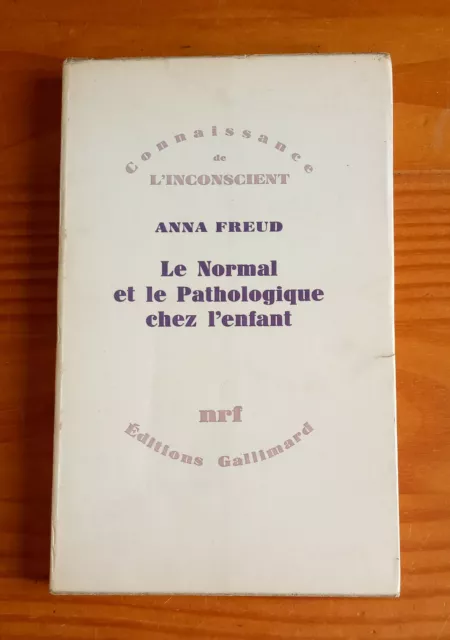 Connaissance
de
L'INCONSCIENT
ANNA FREUD
Le Normal
et le Pathologique
chez l'enfant
nrf
Éditions Gallimard